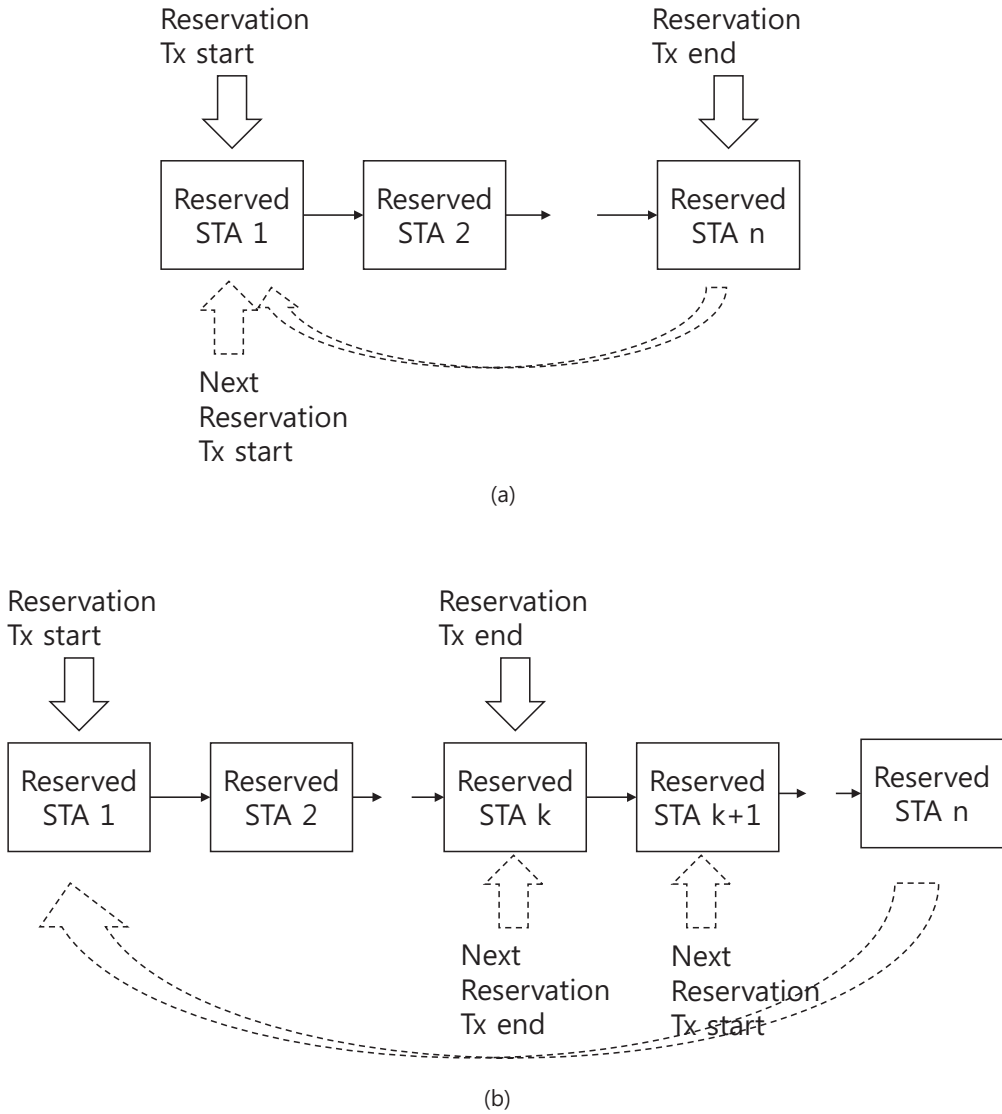 Reservation
Tx start
Reservation
Tx end
Reserved
STA 1
Reserved
STA 2
Reserved
STA n
Next
Reservation
Tx start
(a)
Reservation
Tx start
Reservation
Tx end
Reserved
STA 1
Reserved
STA 2
Reserved
STA k
Reserved
STA k+1
Reserved
STA n
Next
Reservation
Tx end
Next
Reservation
Tx start
(b)